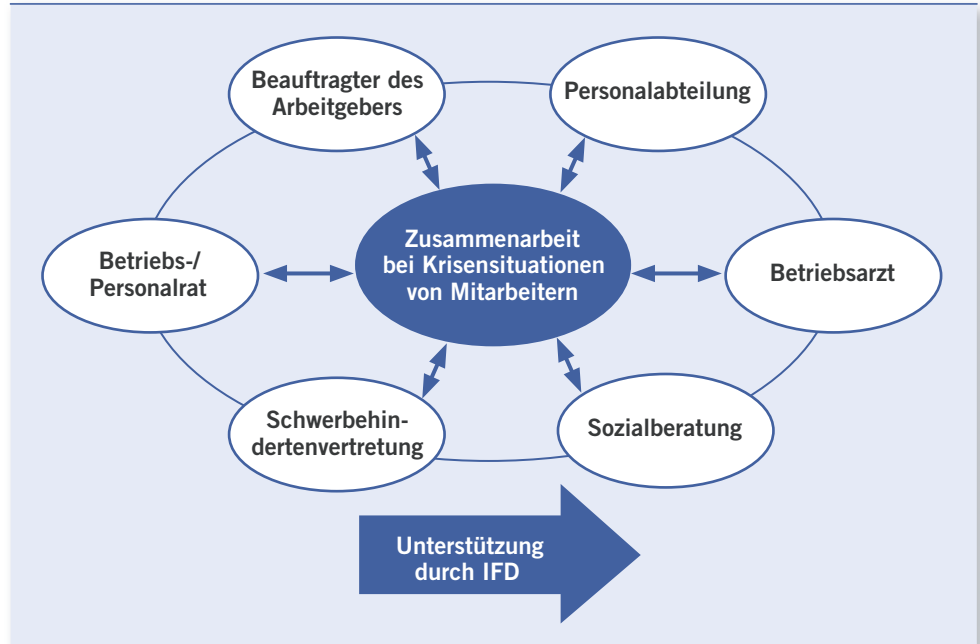 Beauftragter des
Arbeitgebers
Personalabteilung
Zusammenarbeit
bei Krisensituationen
von Mitarbeitern
Betriebs-/
Personalrat
Betriebsarzt
Schwerbehin-
dertenvertretung
Sozialberatung
Unterstützung
durch IFD